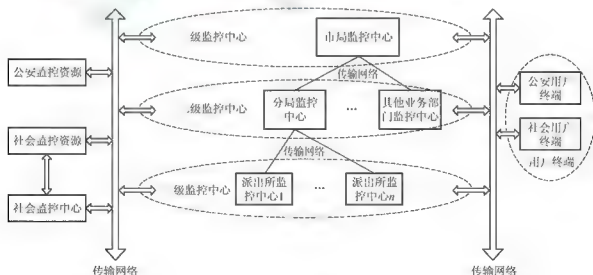 级监控中心
市局监控中心
公安监控资源
传输网络
公安用户
终端
级监控中心
分局监控
中心
…
其他业务部
门监控中心
社会监控资源
社会用户
终端
用户终端
传输网络
级监控中心
派出所监
控中心1
…
派出所监
控中心n
社会监控中心
传输网络
传输网络